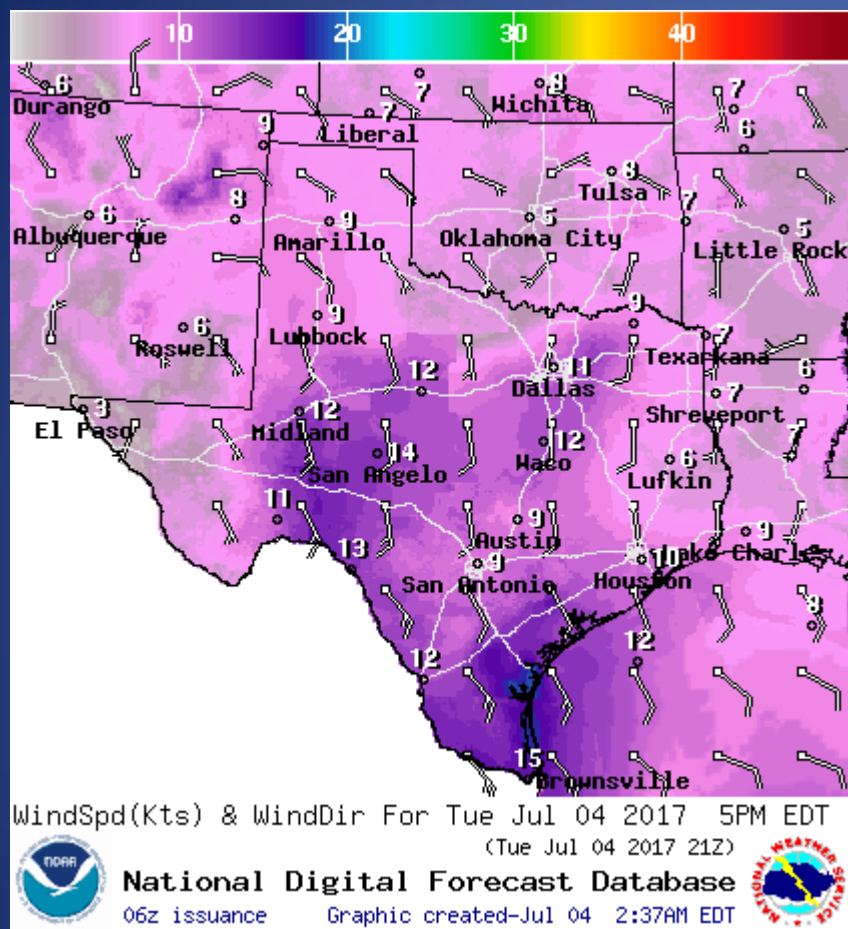 10 20 30 40
6 8 7
Durango 7 Wichita
7
9 Liberal 6
8
Tulsa
6 8 9 5 7 5
Albuquerque Amarillo Oklahoma City Little Rock
9 9
6 Lubbock 7
Roswell Texarkana
12 11
Dallas 7 6
3 12 Shreveport
El Paso Midland 14 12 7
San Angelo Waco 6
Lufkin
11 9 9
Austin
13 9 10 Lake Charles
San Antonio Houston
8
12 12
15
Brownsville
WindSpd(Kts) & WindDir For Tue Jul 04 2017 5PM EDT
(Tue Jul 04 2017 21Z)
National Digital Forecast Database
06z issuance Graphic created-Jul 04 2:37AM EDT
NOAA
NATIONAL WEATHER SERVICE